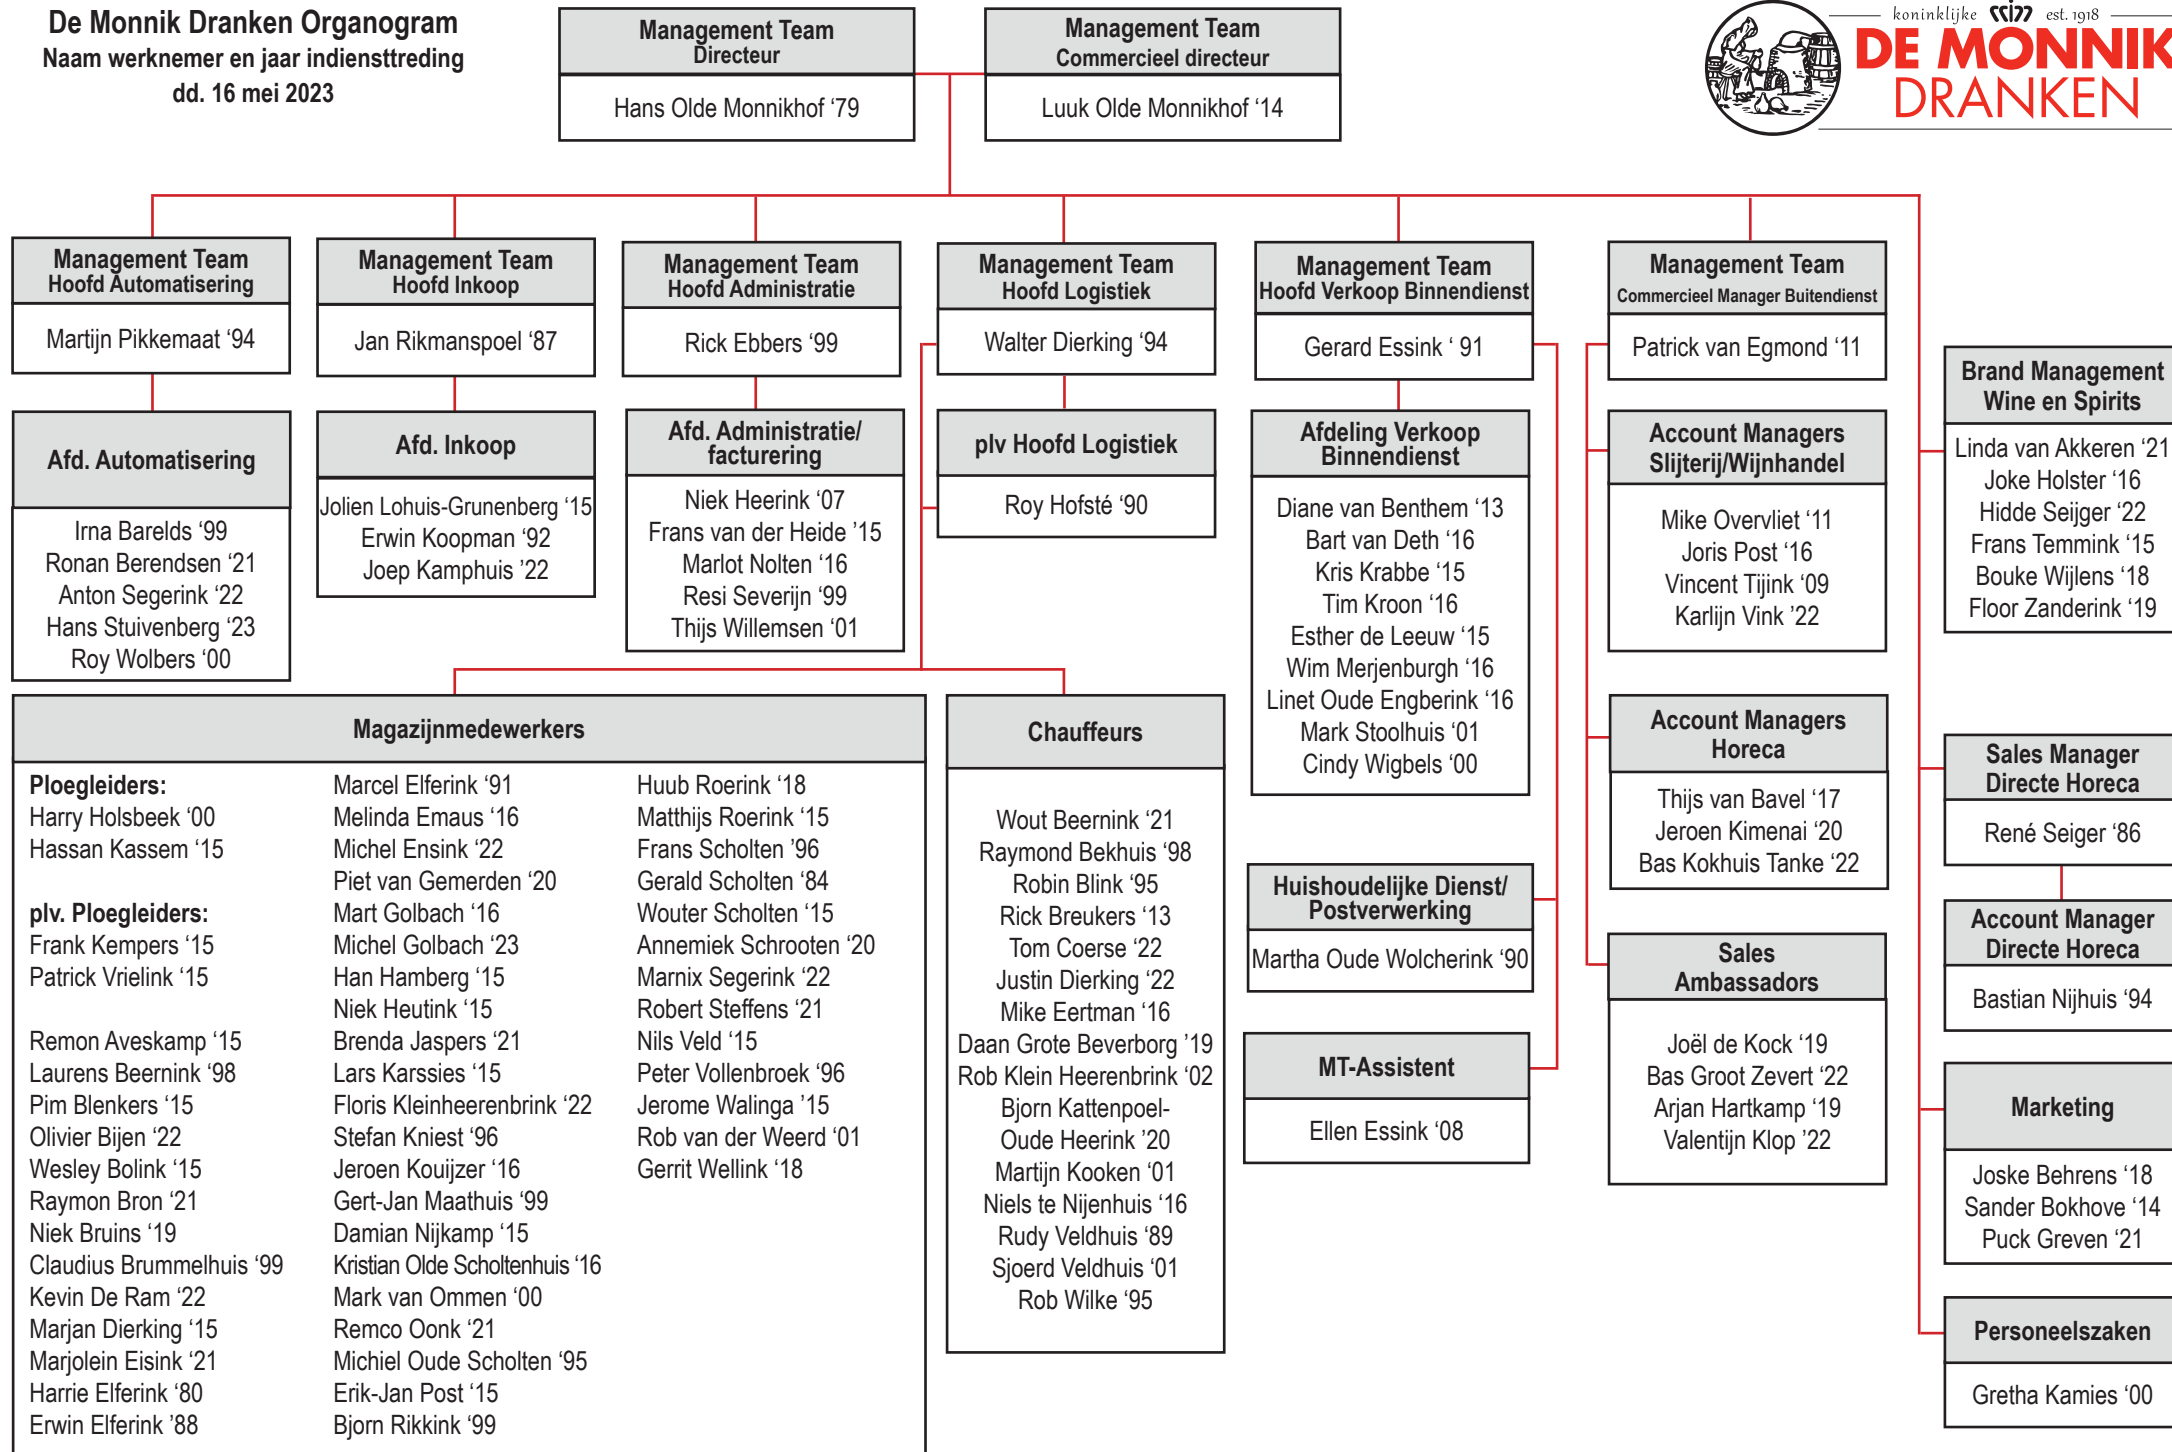 De Monnik Dranken Organogram
Naam werknemer en jaar indiensttreding
dd. 16 mei 2023
Management Team
Directeur
Hans Olde Monnikhof ‘79
Management Team
Commercieel directeur
Luuk Olde Monnikhof ‘14
koninklijke est. 1918
DE MONNIK
DRANKEN
Management Team
Hoofd Automatisering
Martijn Pikkemaat ‘94
Management Team
Hoofd Inkoop
Jan Rikmanspoel ‘87
Management Team
Hoofd Administratie
Rick Ebbers ‘99
Management Team
Hoofd Logistiek
Walter Dierking ‘94
Management Team
Hoofd Verkoop Binnendienst
Gerard Essink ‘ 91
Management Team
Commercieel Manager Buitendienst
Patrick van Egmond ‘11
Afd. Automatisering
Irna Barelds ‘99
Ronan Berendsen ‘21
Anton Segerink ‘22
Hans Stuivenberg ‘23
Roy Wolbers ‘00
Afd. Inkoop
Jolien Lohuis-Grunenberg ‘15
Erwin Koopman ‘92
Joep Kamphuis ’22
Afd. Administratie/
facturering
Niek Heerink ‘07
Frans van der Heide ’15
Marlot Nolten ‘16
Resi Severijn ‘99
Thijs Willemsen ‘01
plv Hoofd Logistiek
Roy Hofsté ‘90
Afdeling Verkoop
Binnendienst
Diane van Benthem ‘13
Bart van Deth ‘16
Kris Krabbe ‘15
Tim Kroon ‘16
Esther de Leeuw ‘15
Wim Merjenburgh ‘16
Linet Oude Engberink ‘16
Mark Stoolhuis ‘01
Cindy Wigbels ‘00
Account Managers
Slijterij/Wijnhandel
Mike Overvliet ‘11
Joris Post ‘16
Vincent Tijink ‘09
Karlijn Vink ’22
Brand Management
Wine en Spirits
Linda van Akkeren ‘21
Joke Holster ‘16
Hidde Seijger ‘22
Frans Temmink ‘15
Bouke Wijlens ‘18
Floor Zanderink ‘19
Magazijnmedewerkers
Ploegleiders:
Harry Holsbeek ‘00
Hassan Kassem ‘15
plv. Ploegleiders:
Frank Kempers ‘15
Patrick Vrielink ‘15
Remon Aveskamp ‘15
Laurens Beernink ‘98
Pim Blenkers ‘15
Olivier Bijen ‘22
Wesley Bolink ‘15
Raymon Bron ‘21
Niek Bruins ‘19
Claudius Brummelhuis ‘99
Kevin De Ram ‘22
Marjan Dierking ‘15
Marjolein Eisink ‘21
Harrie Elferink ‘80
Erwin Elferink ‘88
Marcel Elferink ‘91
Melinda Emaus ‘16
Michel Ensink ‘22
Piet van Gemerden ‘20
Mart Golbach ‘16
Michel Golbach ‘23
Han Hamberg ‘15
Niek Heutink ‘15
Brenda Jaspers ‘21
Lars Karssies ‘15
Floris Kleinheerenbrink ‘22
Stefan Kniest ‘96
Jeroen Kouijzer ‘16
Gert-Jan Maathuis ‘99
Damian Nijkamp ‘15
Kristian Olde Scholtenhuis ‘16
Mark van Ommen ‘00
Remco Oonk ‘21
Michiel Oude Scholten ‘95
Erik-Jan Post ‘15
Bjorn Rikkink ‘99
Huub Roerink ‘18
Matthijs Roerink ‘15
Frans Scholten ‘96
Gerald Scholten ‘84
Wouter Scholten ‘15
Annemiek Schrooten ‘20
Marnix Segerink ‘22
Robert Steffens ‘21
Nils Veld ‘15
Peter Vollenbroek ‘96
Jerome Walinga ‘15
Rob van der Weerd ‘01
Gerrit Wellink ‘18
Chauffeurs
Wout Beernink ‘21
Raymond Bekhuis ‘98
Robin Blink ‘95
Rick Breukers ‘13
Tom Coerse ‘22
Justin Dierking ‘22
Mike Eertman ‘16
Daan Grote Beverborg ‘19
Rob Klein Heerenbrink ‘02
Bjorn Kattenpoel-
Oude Heerink ‘20
Martijn Kooken ‘01
Niels te Nijenhuis ‘16
Rudy Veldhuis ‘89
Sjoerd Veldhuis ‘01
Rob Wilke ‘95
Huishoudelijke Dienst/
Postverwerking
Martha Oude Wolcherink ‘90
MT-Assistent
Ellen Essink ‘08
Account Managers
Horeca
Thijs van Bavel ‘17
Jeroen Kimenai ‘20
Bas Kokhuis Tanke ‘22
Sales
Ambassadors
Joël de Kock ‘19
Bas Groot Zevert ‘22
Arjan Hartkamp ‘19
Valentijn Klop ‘22
Sales Manager
Directe Horeca
René Seiger ‘86
Account Manager
Directe Horeca
Bastian Nijhuis ‘94
Marketing
Joske Behrens ‘18
Sander Bokhove ‘14
Puck Greven ‘21
Personeelszaken
Gretha Kamies ‘00